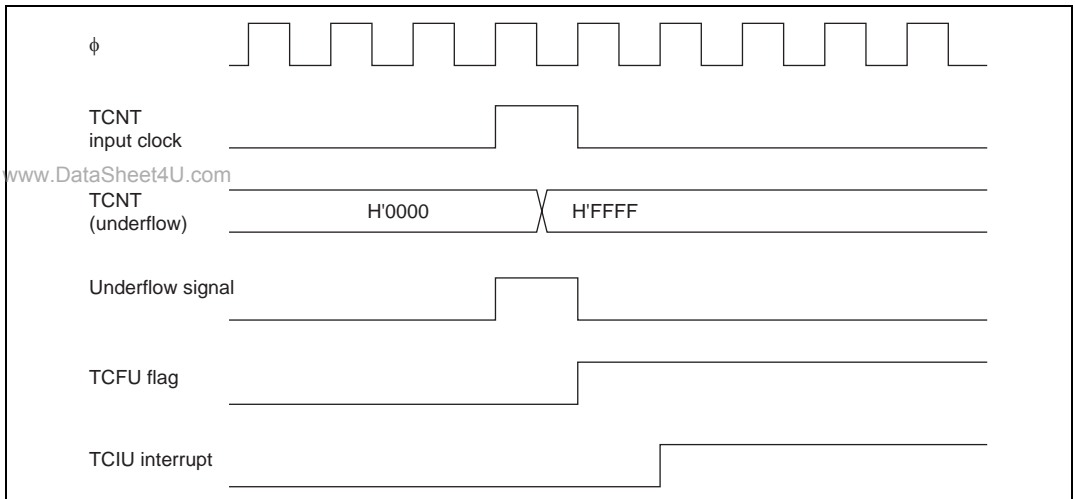 ϕ
TCNT
input clock
www.DataSheet4U.com
TCNT
(underflow)
H'0000
H'FFFF
Underflow signal
TCFU flag
TCIU interrupt